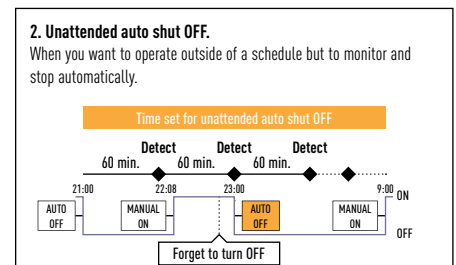 2. Unattended auto shut OFF.
When you want to operate outside of a schedule but to monitor and
stop automatically.
Time set for unattended auto shut OFF
Detect Detect Detect
60 min. 60 min. 60 min.
21:00 22:08 23:00 9:00
ON
AUTO
OFF
MANUAL
ON
AUTO
OFF
MANUAL
ON
OFF
Forget to turn OFF